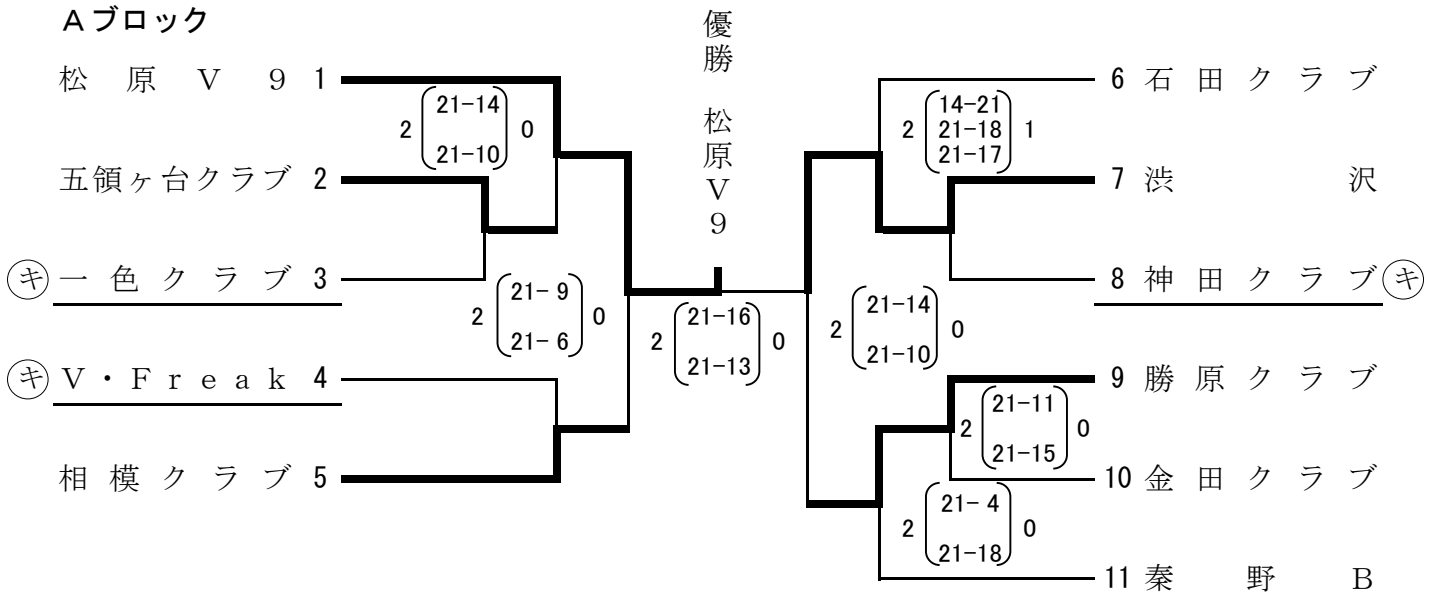 Aブロック
優勝 松原V9
松原V9 1
2 21-14 0
21-10
五領ヶ台クラブ 2
㋖ 一色クラブ 3
2 21- 9 0
21- 6
㋖ V・Freak 4
相模クラブ 5
2 21-16 0
21-13
6 石田クラブ
14-21
2 21-18 1
21-17
7 渋沢
8 神田クラブ ㋖
2 21-14 0
21-10
9 勝原クラブ
21-11
2 0
21-15
10 金田クラブ
21- 4
2 0
21-18
11 秦野B